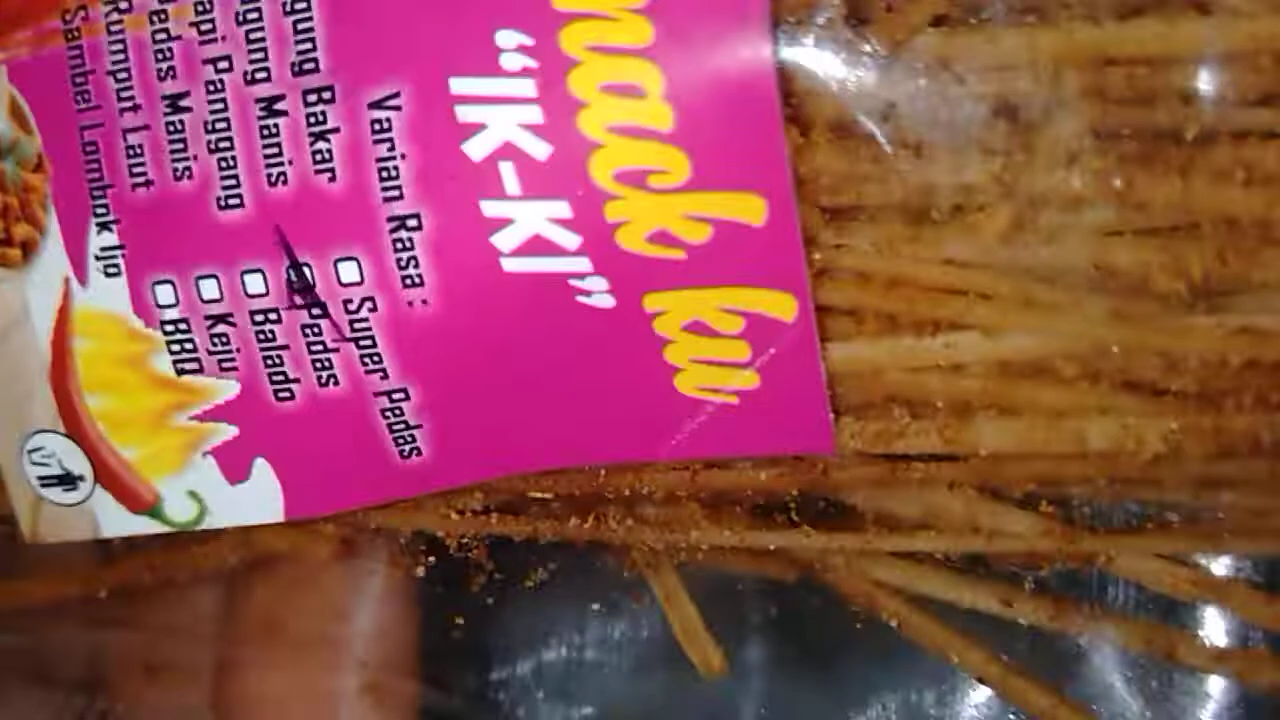 nack ku
"IK-KI"
Varian Rasa :
gung Bakar
gung Manis
api Panggang
edas Manis
Rumput Laut
Sambel Lombok Ijo
Super Pedas
Pedas
Balado
Keju
BBQ